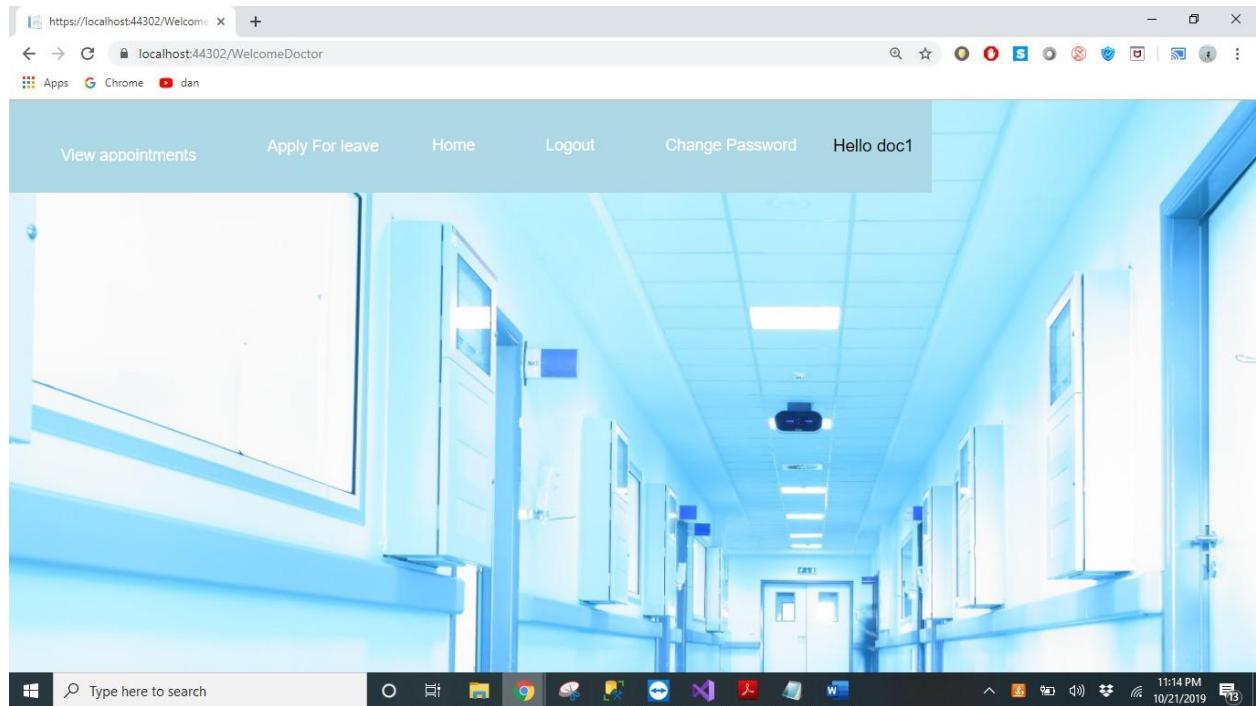 https://localhost:44302/Welcome
localhost:44302/WelcomeDoctor
Apps Chrome dan
View appointments Apply For leave Home Logout Change Password Hello doc1
Type here to search
11:14 PM
10/21/2019
13